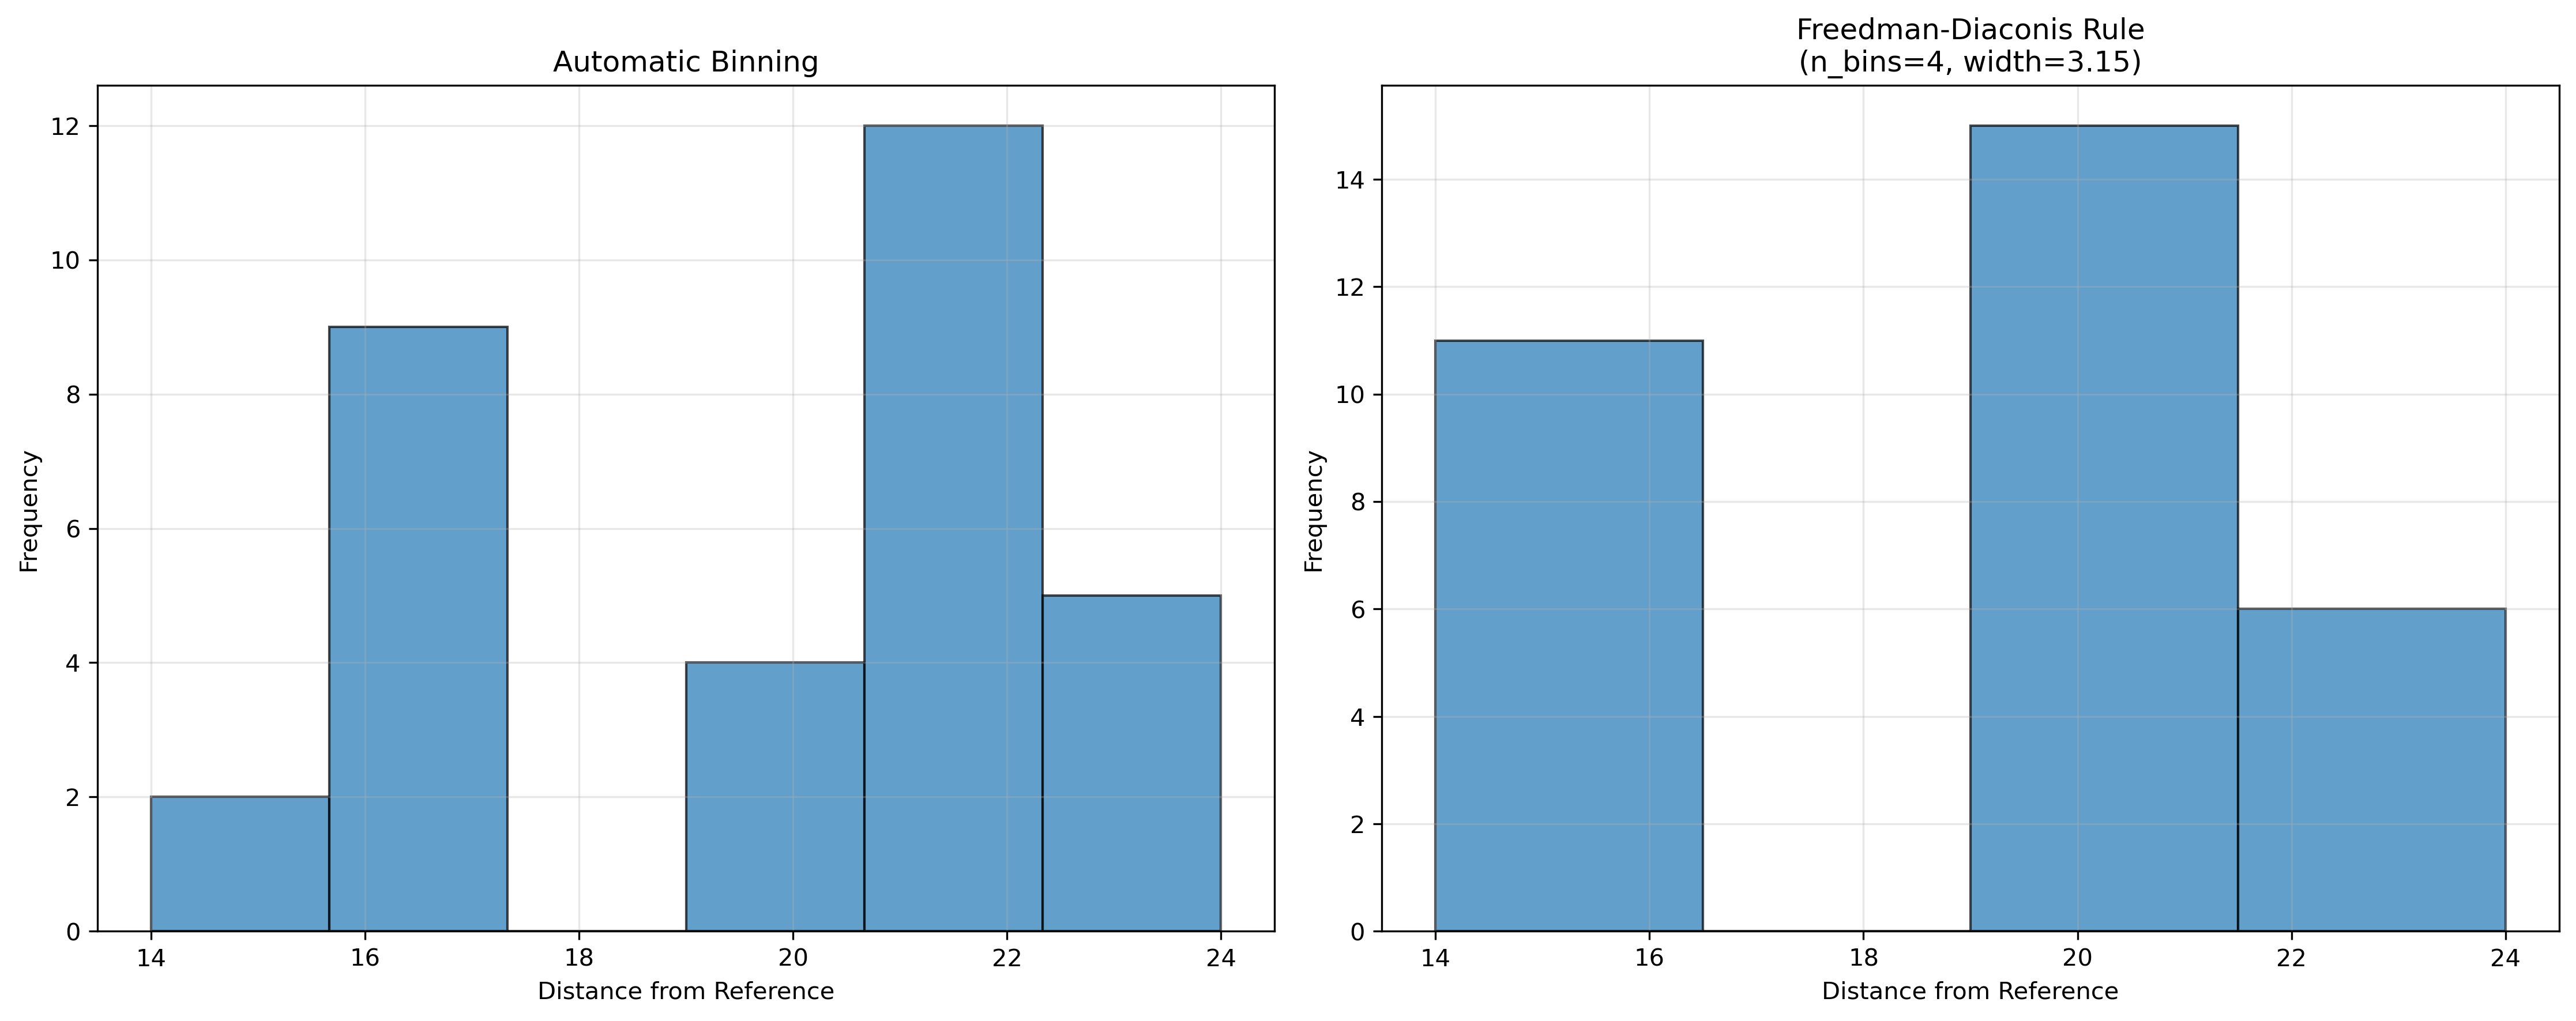 Automatic Binning
12
10
8
6
4
2
0
Frequency
14 16 18 20 22 24
Distance from Reference
Freedman-Diaconis Rule
(n_bins=4, width=3.15)
14
12
10
8
6
4
2
0
Frequency
14 16 18 20 22 24
Distance from Reference